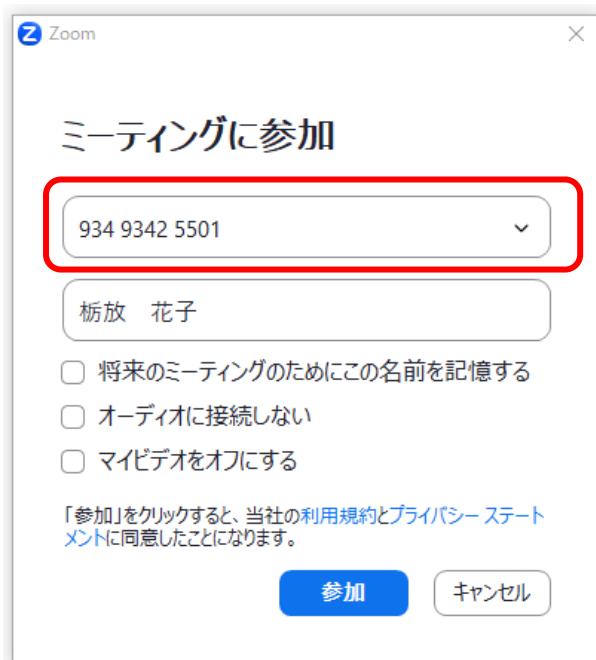 Zoom
ミーティングに参加
934 9342 5501
栃放　花子
将来のミーティングのためにこの名前を記憶する
オーディオに接続しない
マイビデオをオフにする
「参加」をクリックすると、当社の利用規約とプライバシー ステート
メントに同意したことになります。
参加 キャンセル